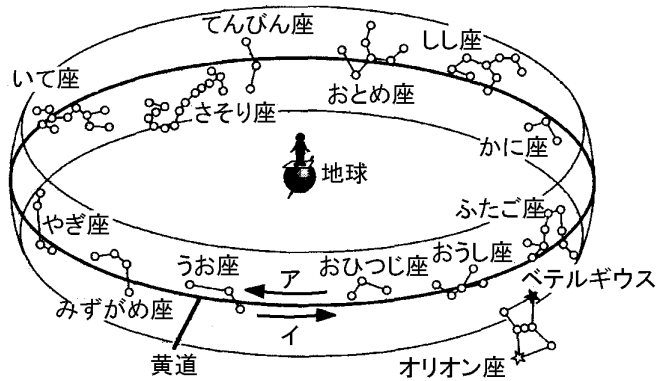 てんびん座
しし座
いて座
おとめ座
さそり座
かに座
地球
ふたご座
やぎ座
おうし座
うお座
ア
おひつじ座
ベテルギウス
みずがめ座
イ
黄道
オリオン座